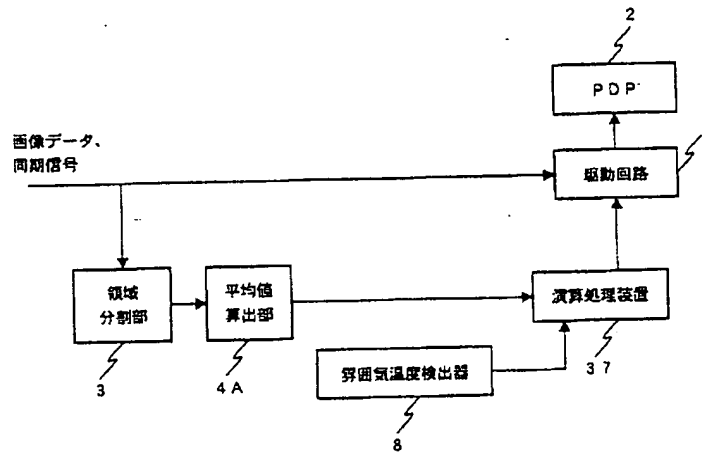 2
PDP
画像データ、
同期信号
駆動回路
領域
分割部
平均値
算出部
演算処理装置
3
4A
雰囲気温度検出器
37
8